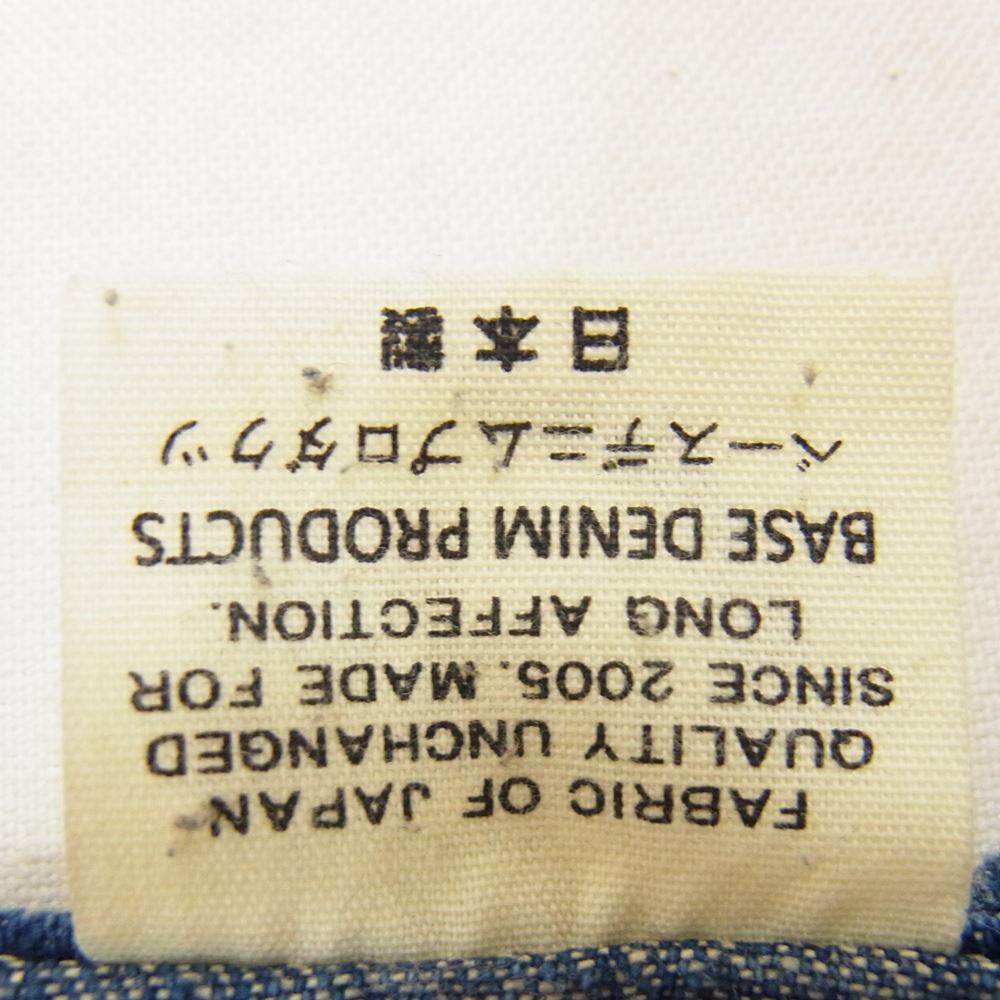 FABRIC OF JAPAN
QUALITY UNCHANGED
SINCE 2005. MADE FOR
LONG AFFECTION.
BASE DENIM PRODUCTS
ベースデニムプロダクツ
日本製